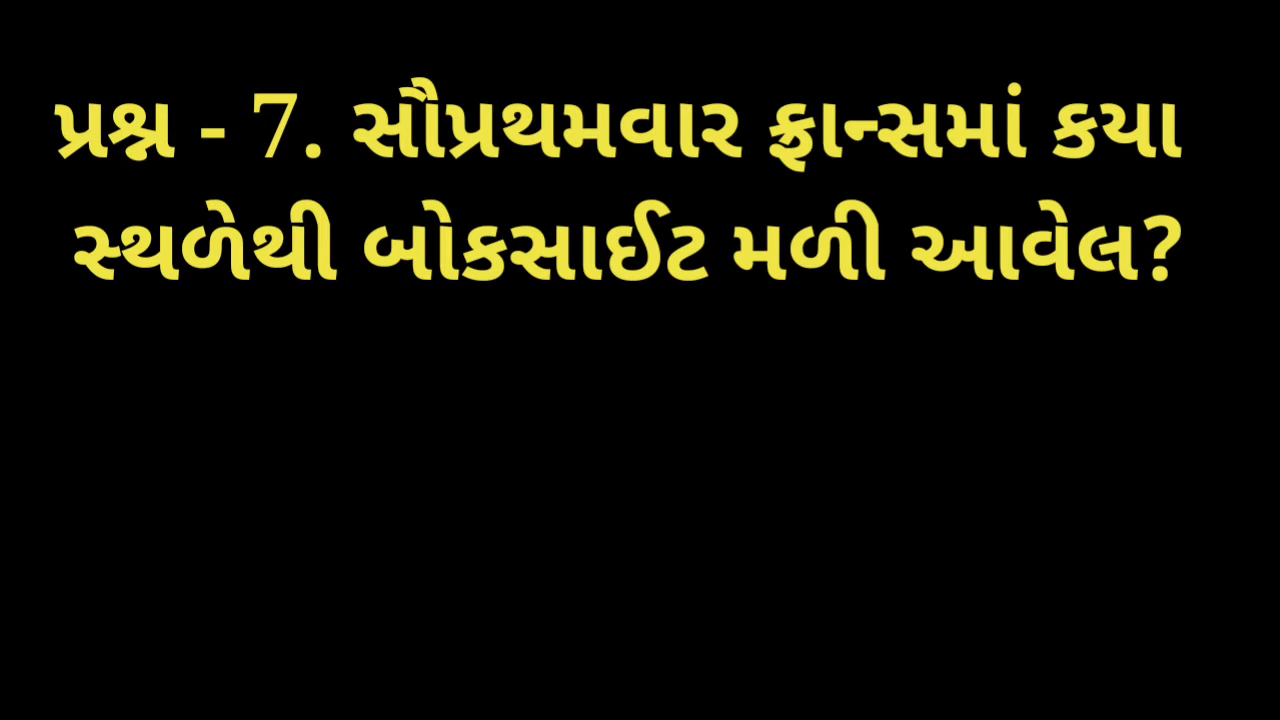 પ્રશ્ન - 7. સૌપ્રથમવાર ફ્રાન્સમાં કયા
સ્થળેથી બોકસાઈટ મળી આવેલ?